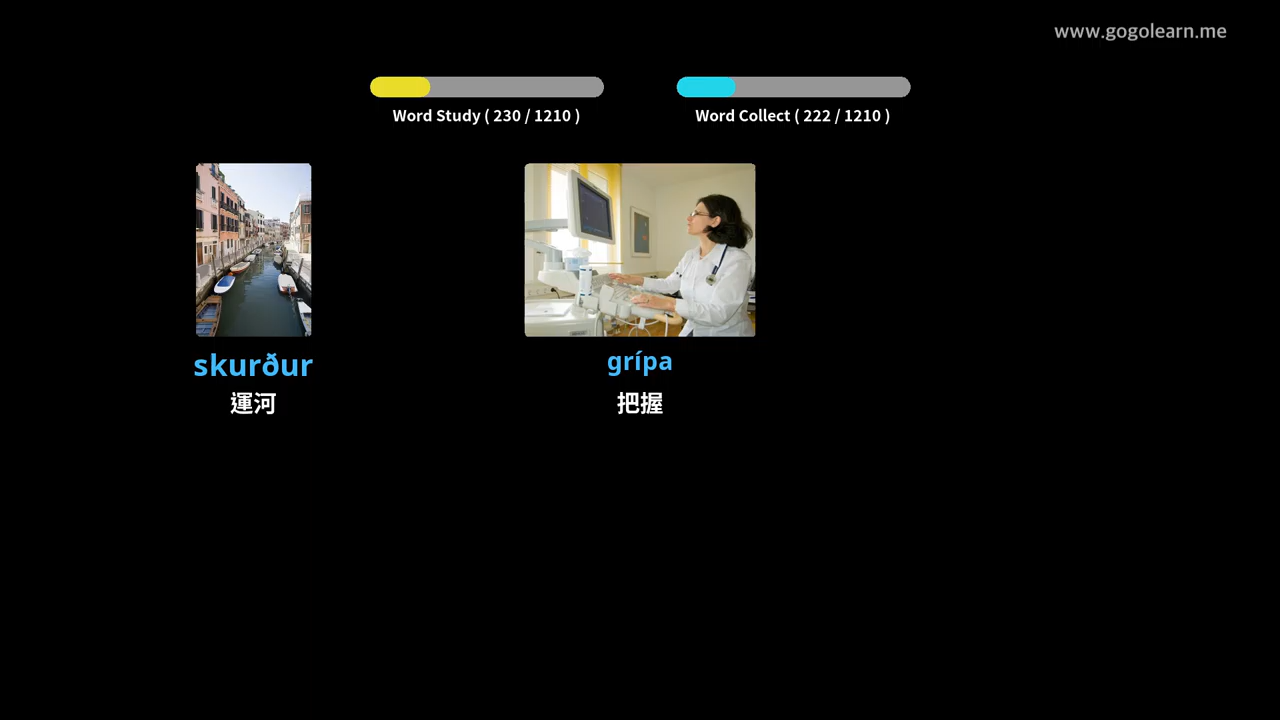 www.gogolearn.me
Word Study ( 230 / 1210 )
Word Collect ( 222 / 1210 )
skurður
運河
grípa
把握